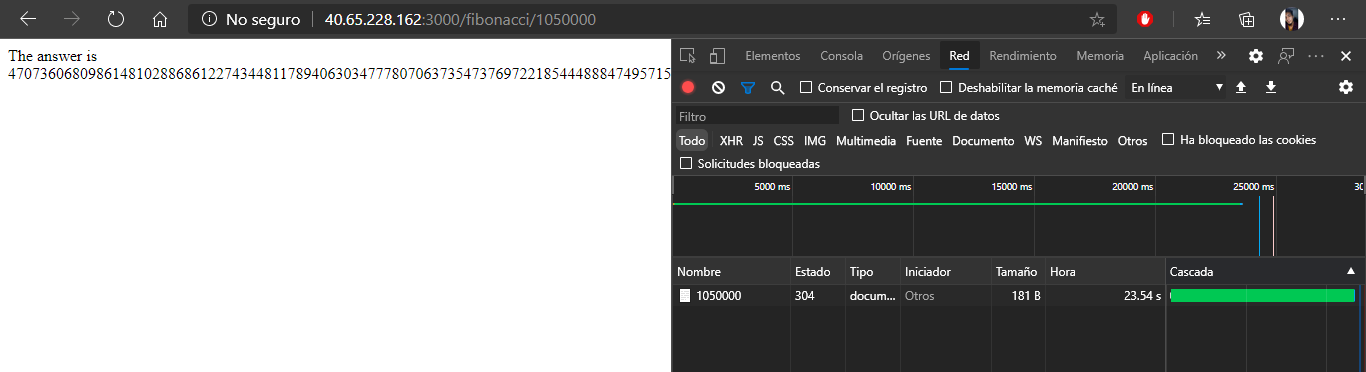 No seguro 40.65.228.162:3000/fibonacci/1050000
The answer is
47073606809861481028868612274344811789406303477780706373547376972218544488847495715
Elementos Consola Orígenes Red Rendimiento Memoria Aplicación
Conservar el registro Deshabilitar la memoria caché En línea
Filtro Ocultar las URL de datos
Todo XHR JS CSS IMG Multimedia Fuente Documento WS Manifiesto Otros Ha bloqueado las cookies
Solicitudes bloqueadas
5000 ms 10000 ms 15000 ms 20000 ms 25000 ms 30
Nombre Estado Tipo Iniciador Tamaño Hora Cascada
1050000 304 docum... Otros 181 B 23.54 s